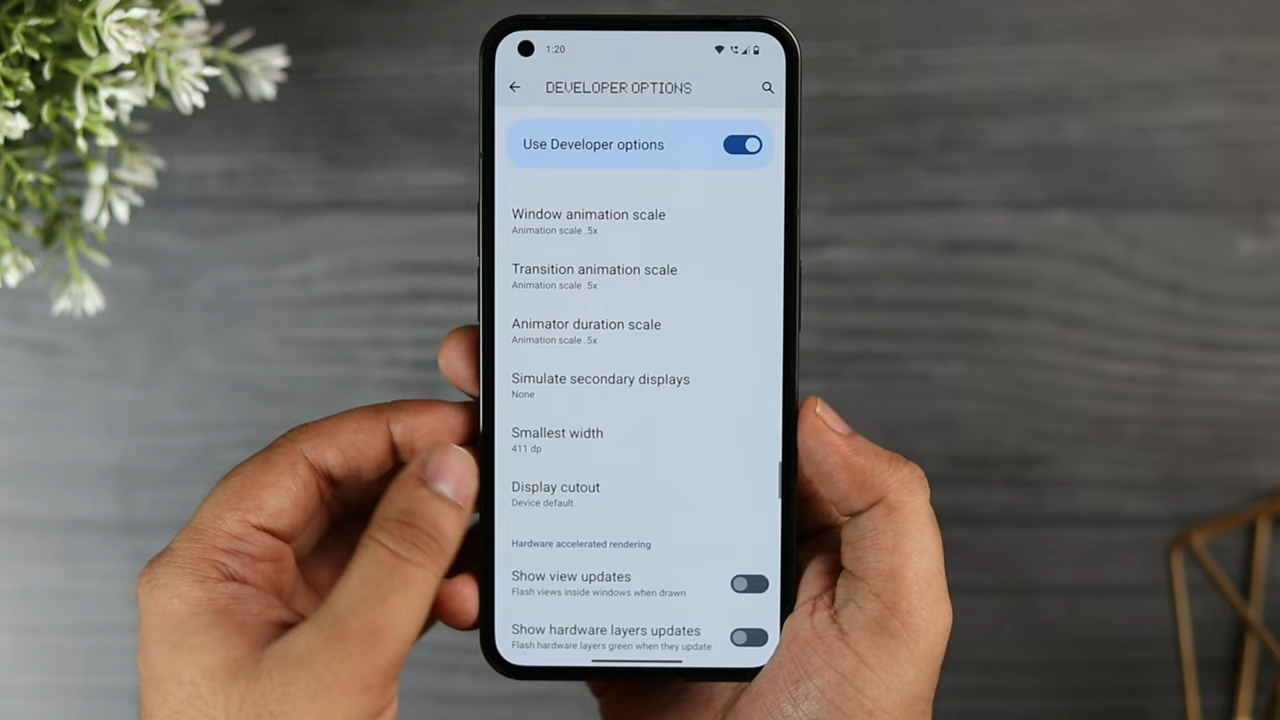 1:20
DEVELOPER OPTIONS
Use Developer options
Window animation scale
Animation scale .5x
Transition animation scale
Animation scale .5x
Animator duration scale
Animation scale .5x
Simulate secondary displays
None
Smallest width
411 dp
Display cutout
Device default
Hardware accelerated rendering
Show view updates
Flash views inside windows when drawn
Show hardware layers updates
Flash hardware layers green when they update